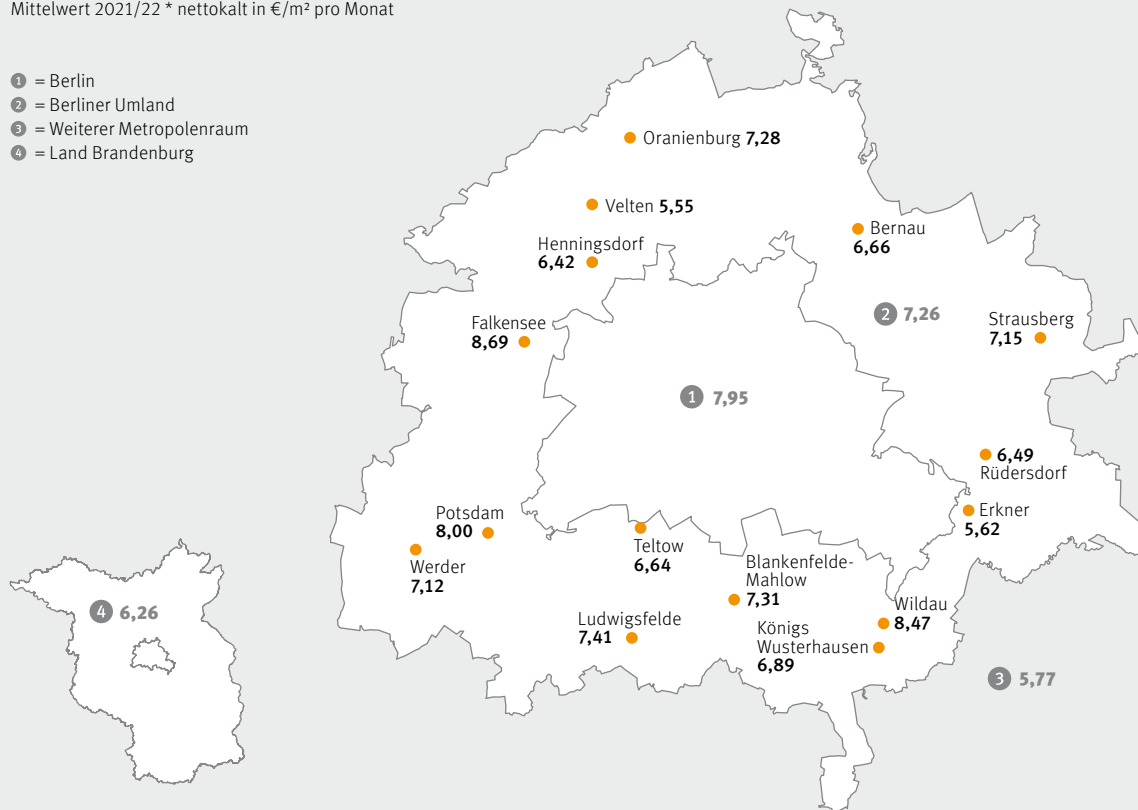 Mittelwert 2021/22 * nettokalt in €/m² pro Monat
1 = Berlin
2 = Berliner Umland
3 = Weiterer Metropolenraum
4 = Land Brandenburg
Oranienburg 7,28
Velten 5,55
Henningsdorf
6,42
Bernau
6,66
2 7,26
Falkensee
8,69
Strausberg
7,15
1 7,95
6,49
Rüdersdorf
Potsdam
8,00
Erkner
5,62
Werder
7,12
Teltow
6,64
Blankenfelde-
Mahlow
7,31
4 6,26
Ludwigsfelde
7,41
Wildau
8,47
Königs
Wusterhausen
6,89
3 5,77